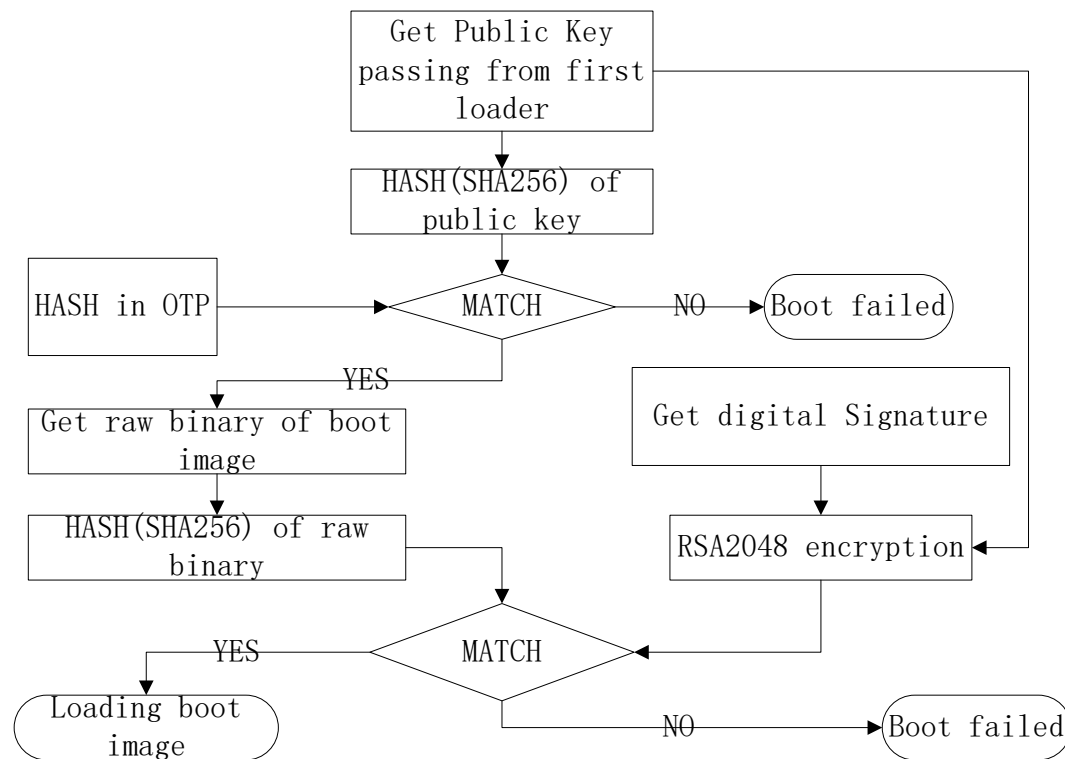 Get Public Key
passing from first
loader
HASH(SHA256) of
public key
HASH in OTP
MATCH
NO
Boot failed
YES
Get raw binary of boot
image
Get digital Signature
HASH(SHA256) of raw
binary
RSA2048 encryption
MATCH
YES
Loading boot
image
NO
Boot failed